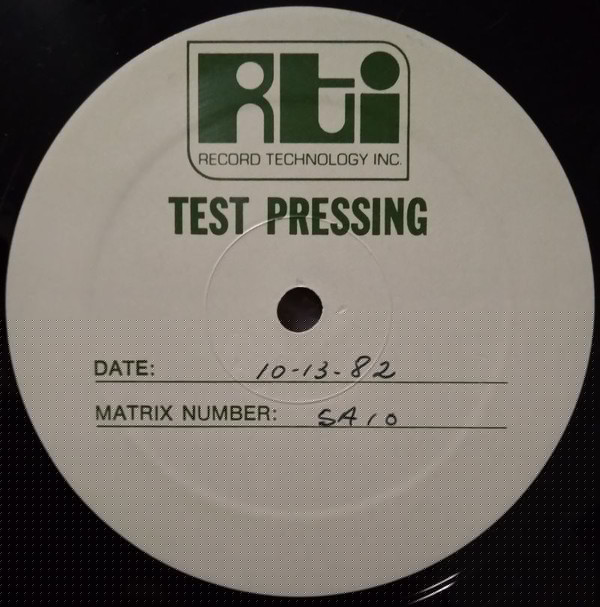 Rti
RECORD TECHNOLOGY INC.
TEST PRESSING
DATE: 10-13-82
MATRIX NUMBER: SA10